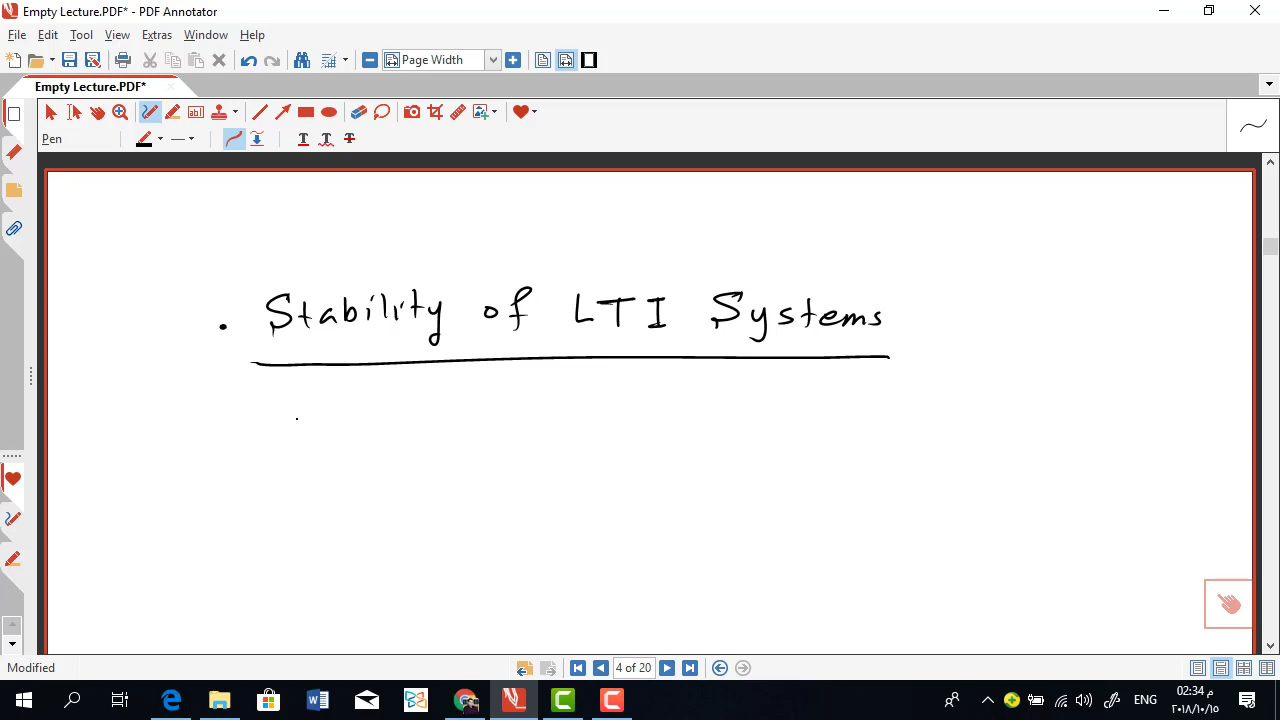 Empty Lecture.PDF* - PDF Annotator
File Edit Tool View Extras Window Help
Page Width
Empty Lecture.PDF*
Pen
. Stability of LTI Systems
Modified
4 of 20
ENG
02:34 م
٢٠١٨/١٠/١٥